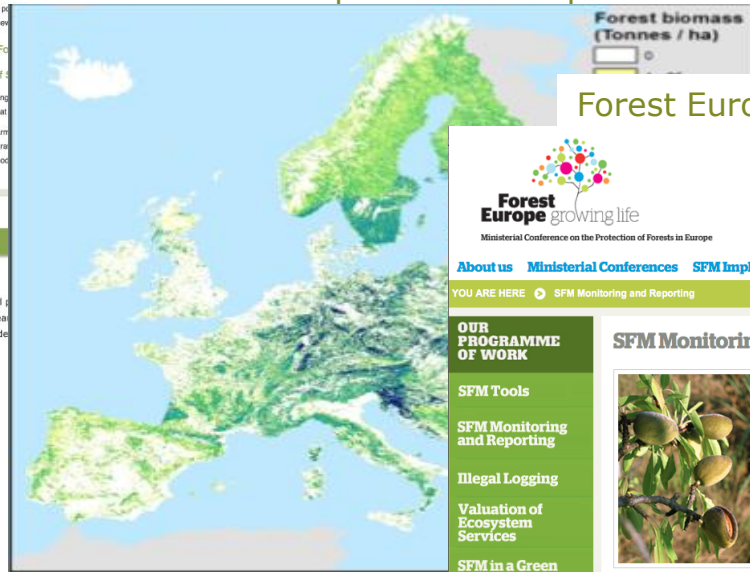 Forest biomass
(Tonnes / ha)
0
Forest Euro
Forest
Europe growing life
Ministerial Conference on the Protection of Forests in Europe
About us Ministerial Conferences SFM Impl
YOU ARE HERE SFM Monitoring and Reporting
OUR
PROGRAMME
OF WORK
SFM Tools
SFM Monitoring
and Reporting
Illegal Logging
Valuation of
Ecosystem
Services
SFM in a Green
SFM Monitorin